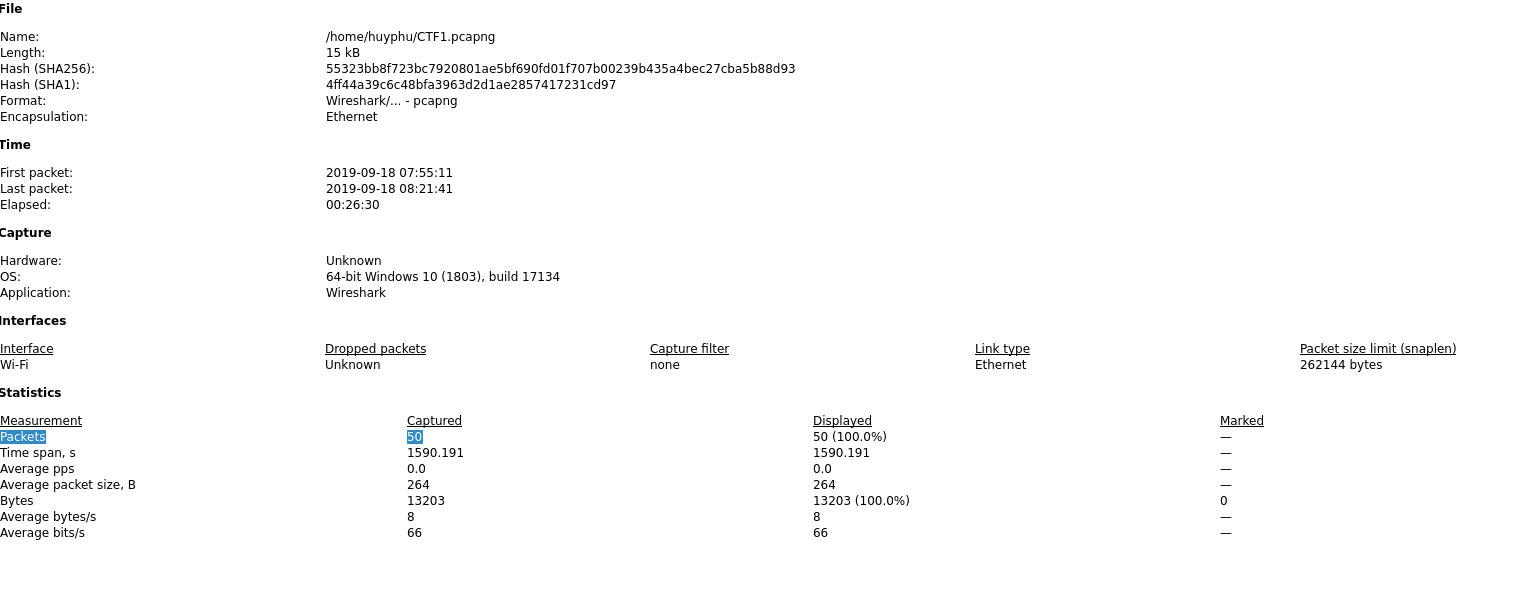 File
Name: /home/huyphu/CTF1.pcapng
Length: 15 kB
Hash (SHA256): 55323bb8f723bc7920801ae5bf690fd01f707b00239b435a4bec27cba5b88d93
Hash (SHA1): 4ff44a39c6c48bfa3963d2d1ae2857417231cd97
Format: Wireshark/... - pcapng
Encapsulation: Ethernet
Time
First packet: 2019-09-18 07:55:11
Last packet: 2019-09-18 08:21:41
Elapsed: 00:26:30
Capture
Hardware: Unknown
OS: 64-bit Windows 10 (1803), build 17134
Application: Wireshark
Interfaces
Interface Dropped packets Capture filter Link type Packet size limit (snaplen)
Wi-Fi Unknown none Ethernet 262144 bytes
Statistics
Measurement Captured Displayed Marked
Packets 50 50 (100.0%) —
Time span, s 1590.191 1590.191 —
Average pps 0.0 0.0 —
Average packet size, B 264 264 —
Bytes 13203 13203 (100.0%) 0
Average bytes/s 8 8 —
Average bits/s 66 66 —